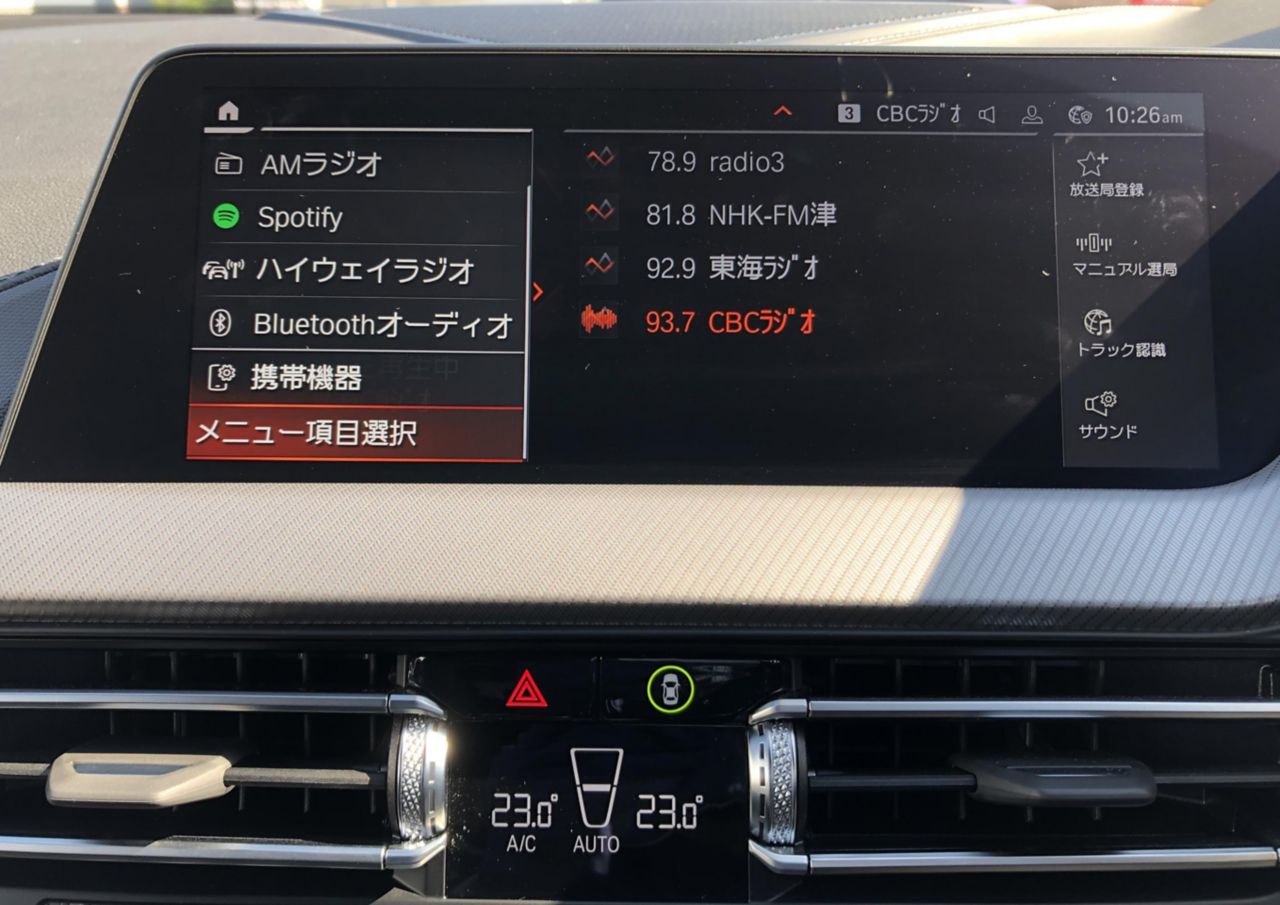 3 CBCラジオ 10:26am
AMラジオ
Spotify
ハイウェイラジオ
Bluetoothオーディオ
携帯機器
メニュー項目選択
78.9 radio3
81.8 NHK-FM津
92.9 東海ラジオ
93.7 CBCラジオ
放送局登録
マニュアル選局
トラック認識
サウンド
再生中
23.0° 23.0°
A/C AUTO